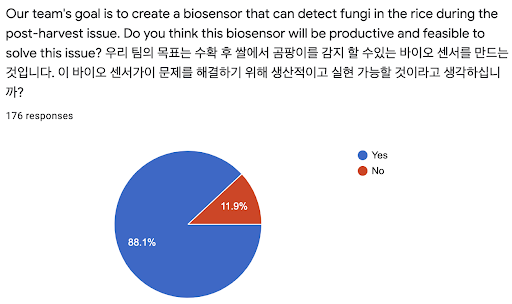 Our team's goal is to create a biosensor that can detect fungi in the rice during the
post-harvest issue. Do you think this biosensor will be productive and feasible to
solve this issue? 우리 팀의 목표는 수확 후 쌀에서 곰팡이를 감지 할 수있는 바이오 센서를 만드는
것입니다. 이 바이오 센서가이 문제를 해결하기 위해 생산적이고 실현 가능할 것이라고 생각하십니
까?
176 responses
Yes
No
11.9%
88.1%